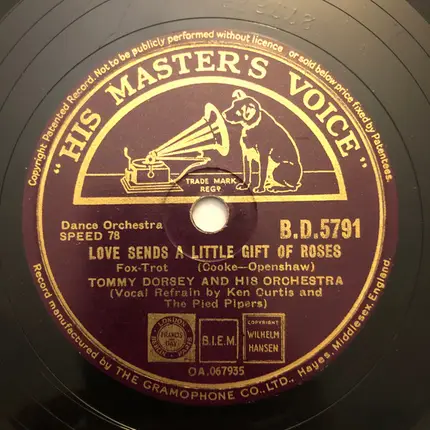 Copyright Patented Record. Not to be publicly performed without licence or sold below price fixed by Patentees.
"HIS MASTER'S VOICE"
TRADE MARK
REGD
Dance Orchestra
SPEED 78
B.D.5791
LOVE SENDS A LITTLE GIFT OF ROSES
Fox-Trot (Cooke-Openshaw)
TOMMY DORSEY AND HIS ORCHESTRA
(Vocal Refrain by Ken Curtis and
The Pied Pipers)
LONDON
FRANCIS
DAY
B.I.E.M.
COPYRIGHT
WILHELM
HANSEN
OA.067935
Record manufactured by THE GRAMOPHONE CO., LTD., Hayes, Middlesex, England.